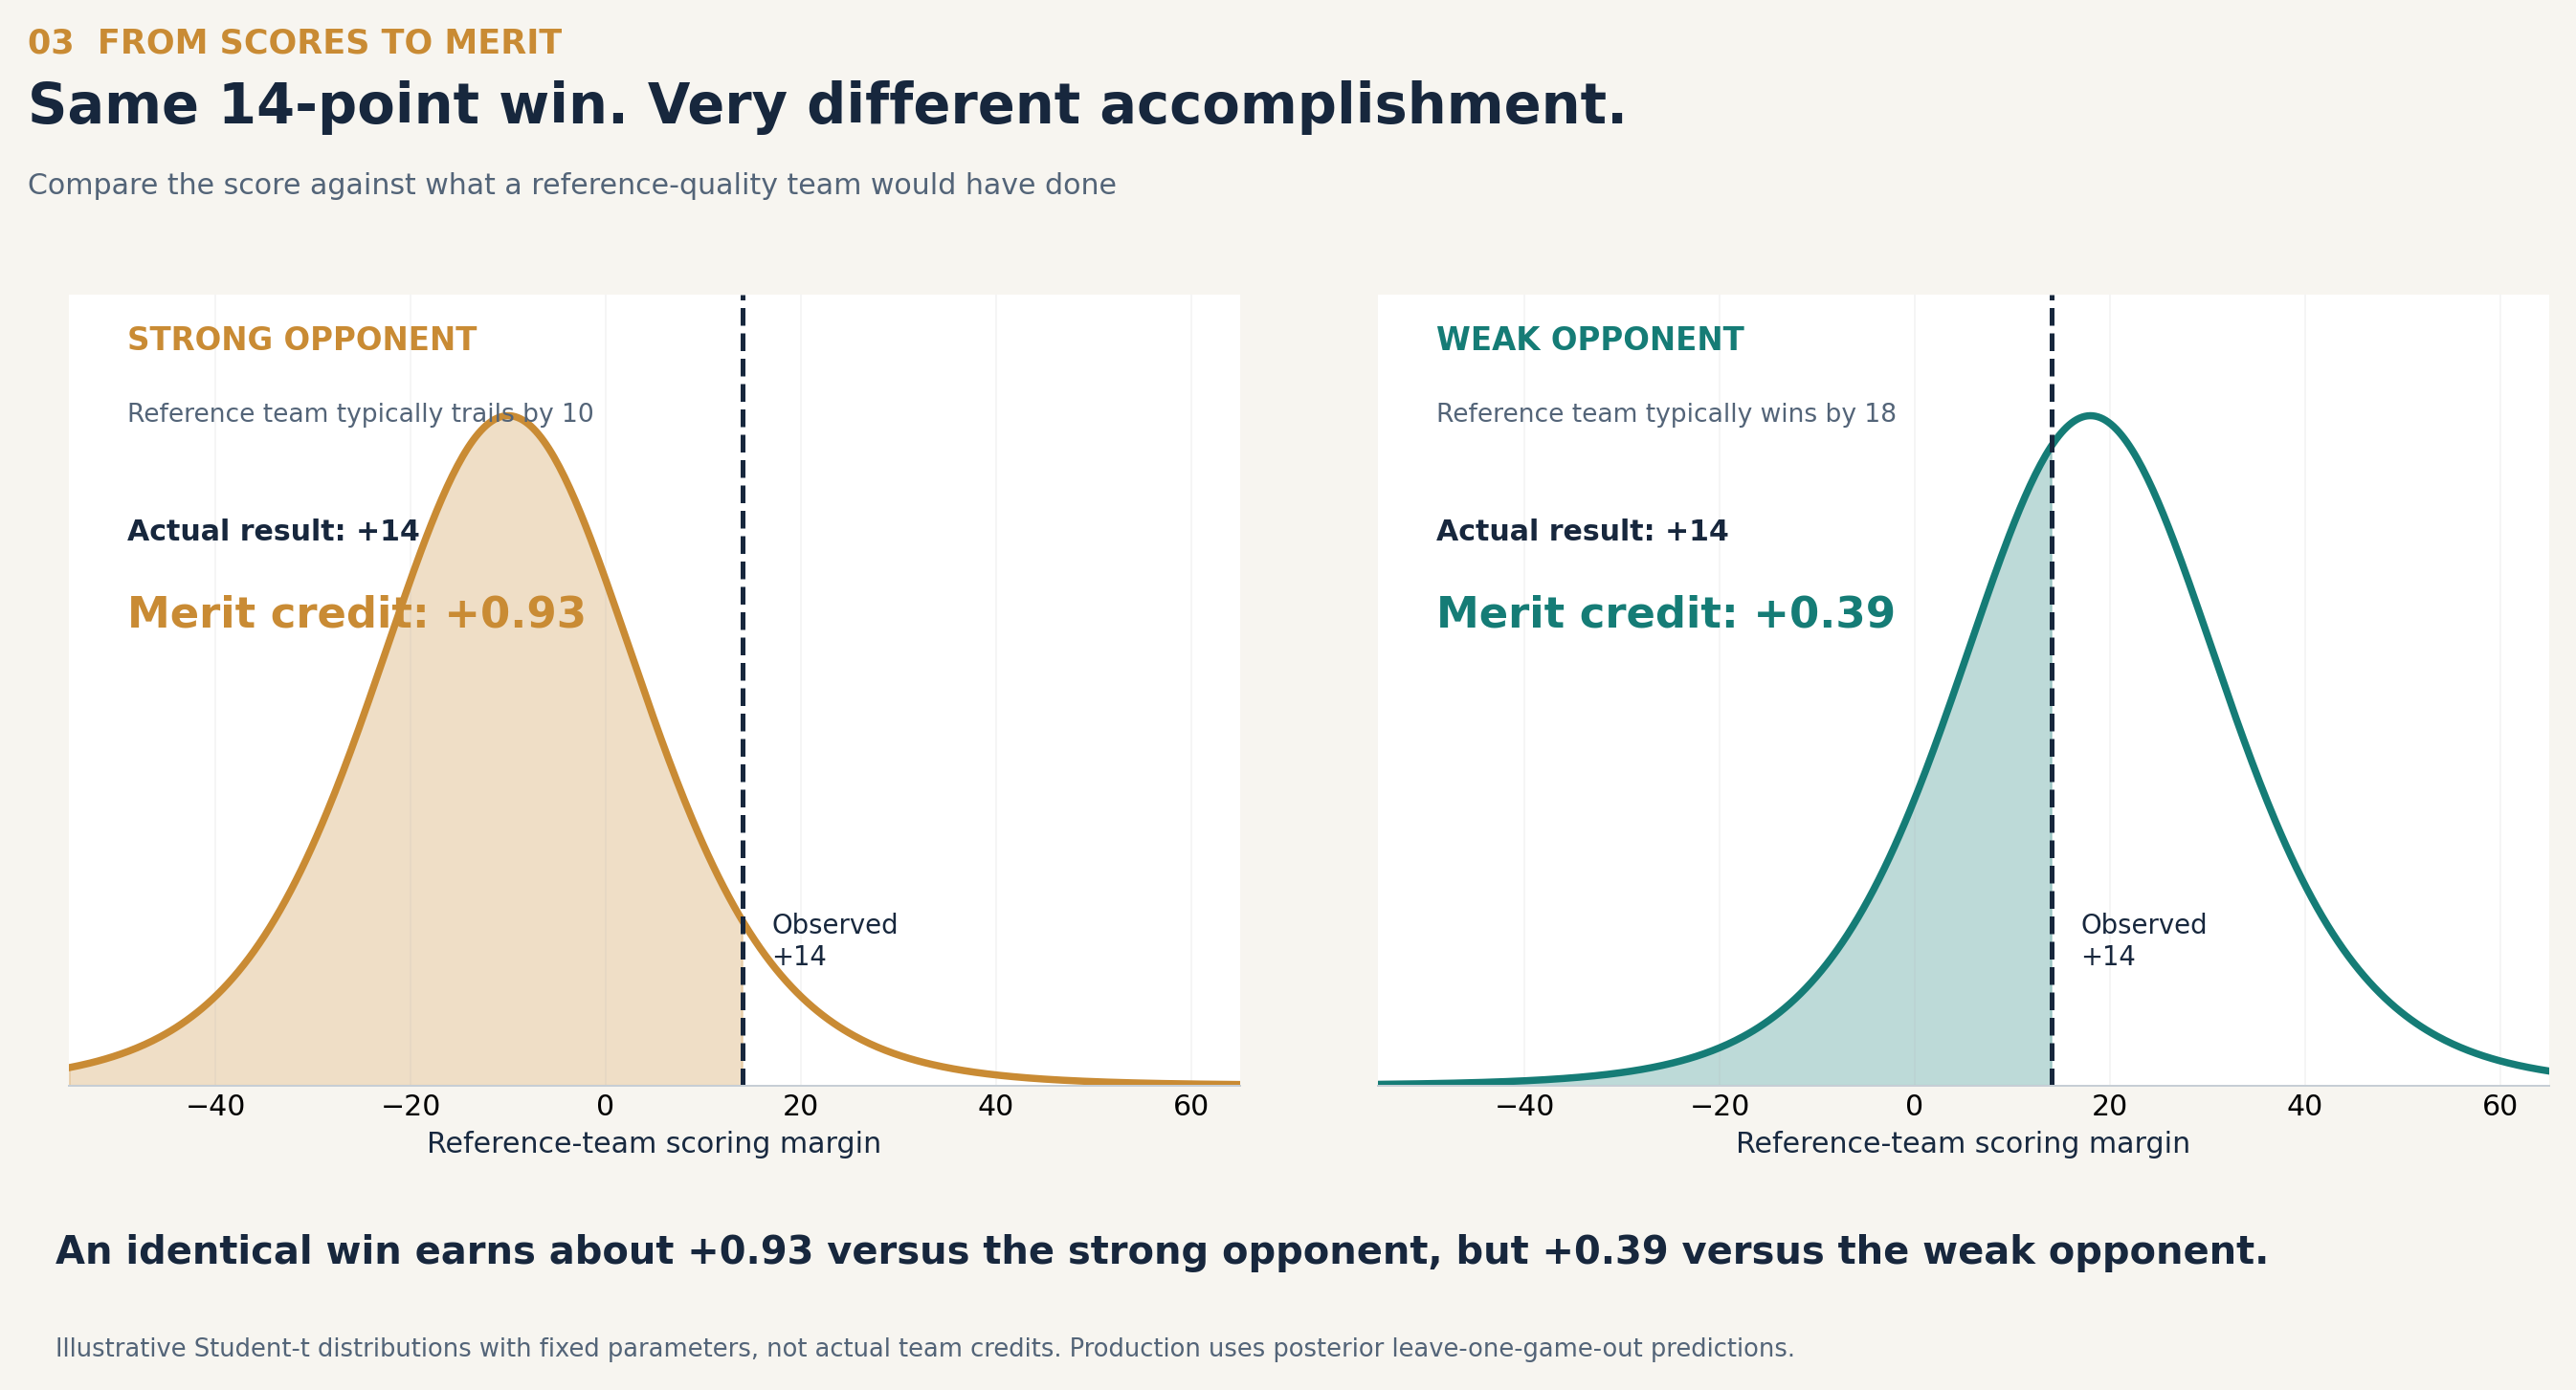 03  FROM SCORES TO MERIT
Same 14-point win. Very different accomplishment.
Compare the score against what a reference-quality team would have done
STRONG OPPONENT
Reference team typically trails by 10
Actual result: +14
Merit credit: +0.93
Observed
+14
−40
−20
0
20
40
60
Reference-team scoring margin
WEAK OPPONENT
Reference team typically wins by 18
Actual result: +14
Merit credit: +0.39
Observed
+14
−40
−20
0
20
40
60
Reference-team scoring margin
An identical win earns about +0.93 versus the strong opponent, but +0.39 versus the weak opponent.
Illustrative Student-t distributions with fixed parameters, not actual team credits. Production uses posterior leave-one-game-out predictions.